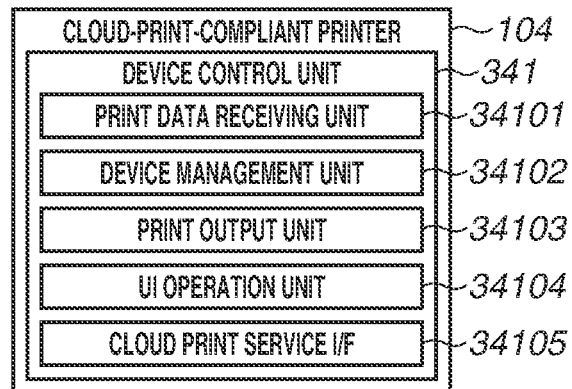 CLOUD-PRINT-COMPLIANT PRINTER 104
DEVICE CONTROL UNIT 341
PRINT DATA RECEIVING UNIT 34101
DEVICE MANAGEMENT UNIT 34102
PRINT OUTPUT UNIT 34103
UI OPERATION UNIT 34104
CLOUD PRINT SERVICE I/F 34105